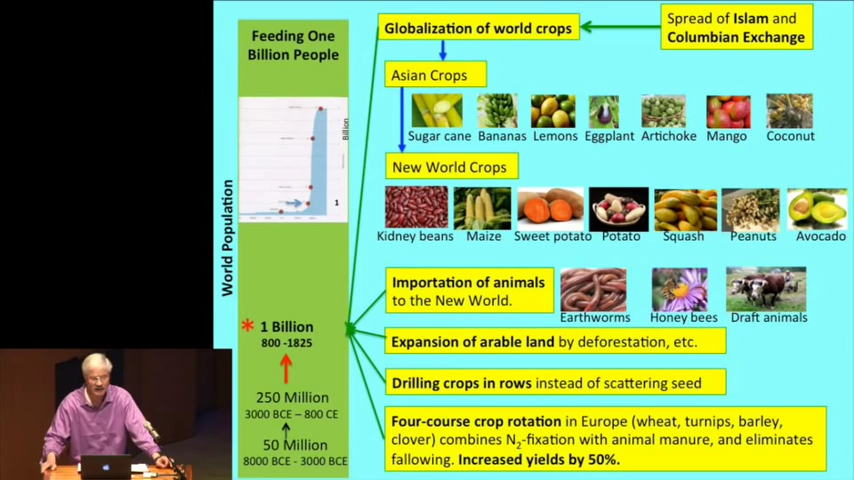 Feeding One
Billion People
Billion
1
World Population
* 1 Billion
800 -1825
250 Million
3000 BCE – 800 CE
50 Million
8000 BCE - 3000 BCE
Globalization of world crops
Spread of Islam and
Columbian Exchange
Asian Crops
Sugar cane Bananas Lemons Eggplant Artichoke Mango Coconut
New World Crops
Kidney beans Maize Sweet potato Potato Squash Peanuts Avocado
Importation of animals
to the New World.
Earthworms Honey bees Draft animals
Expansion of arable land by deforestation, etc.
Drilling crops in rows instead of scattering seed
Four-course crop rotation in Europe (wheat, turnips, barley,
clover) combines N₂-fixation with animal manure, and eliminates
fallowing. Increased yields by 50%.